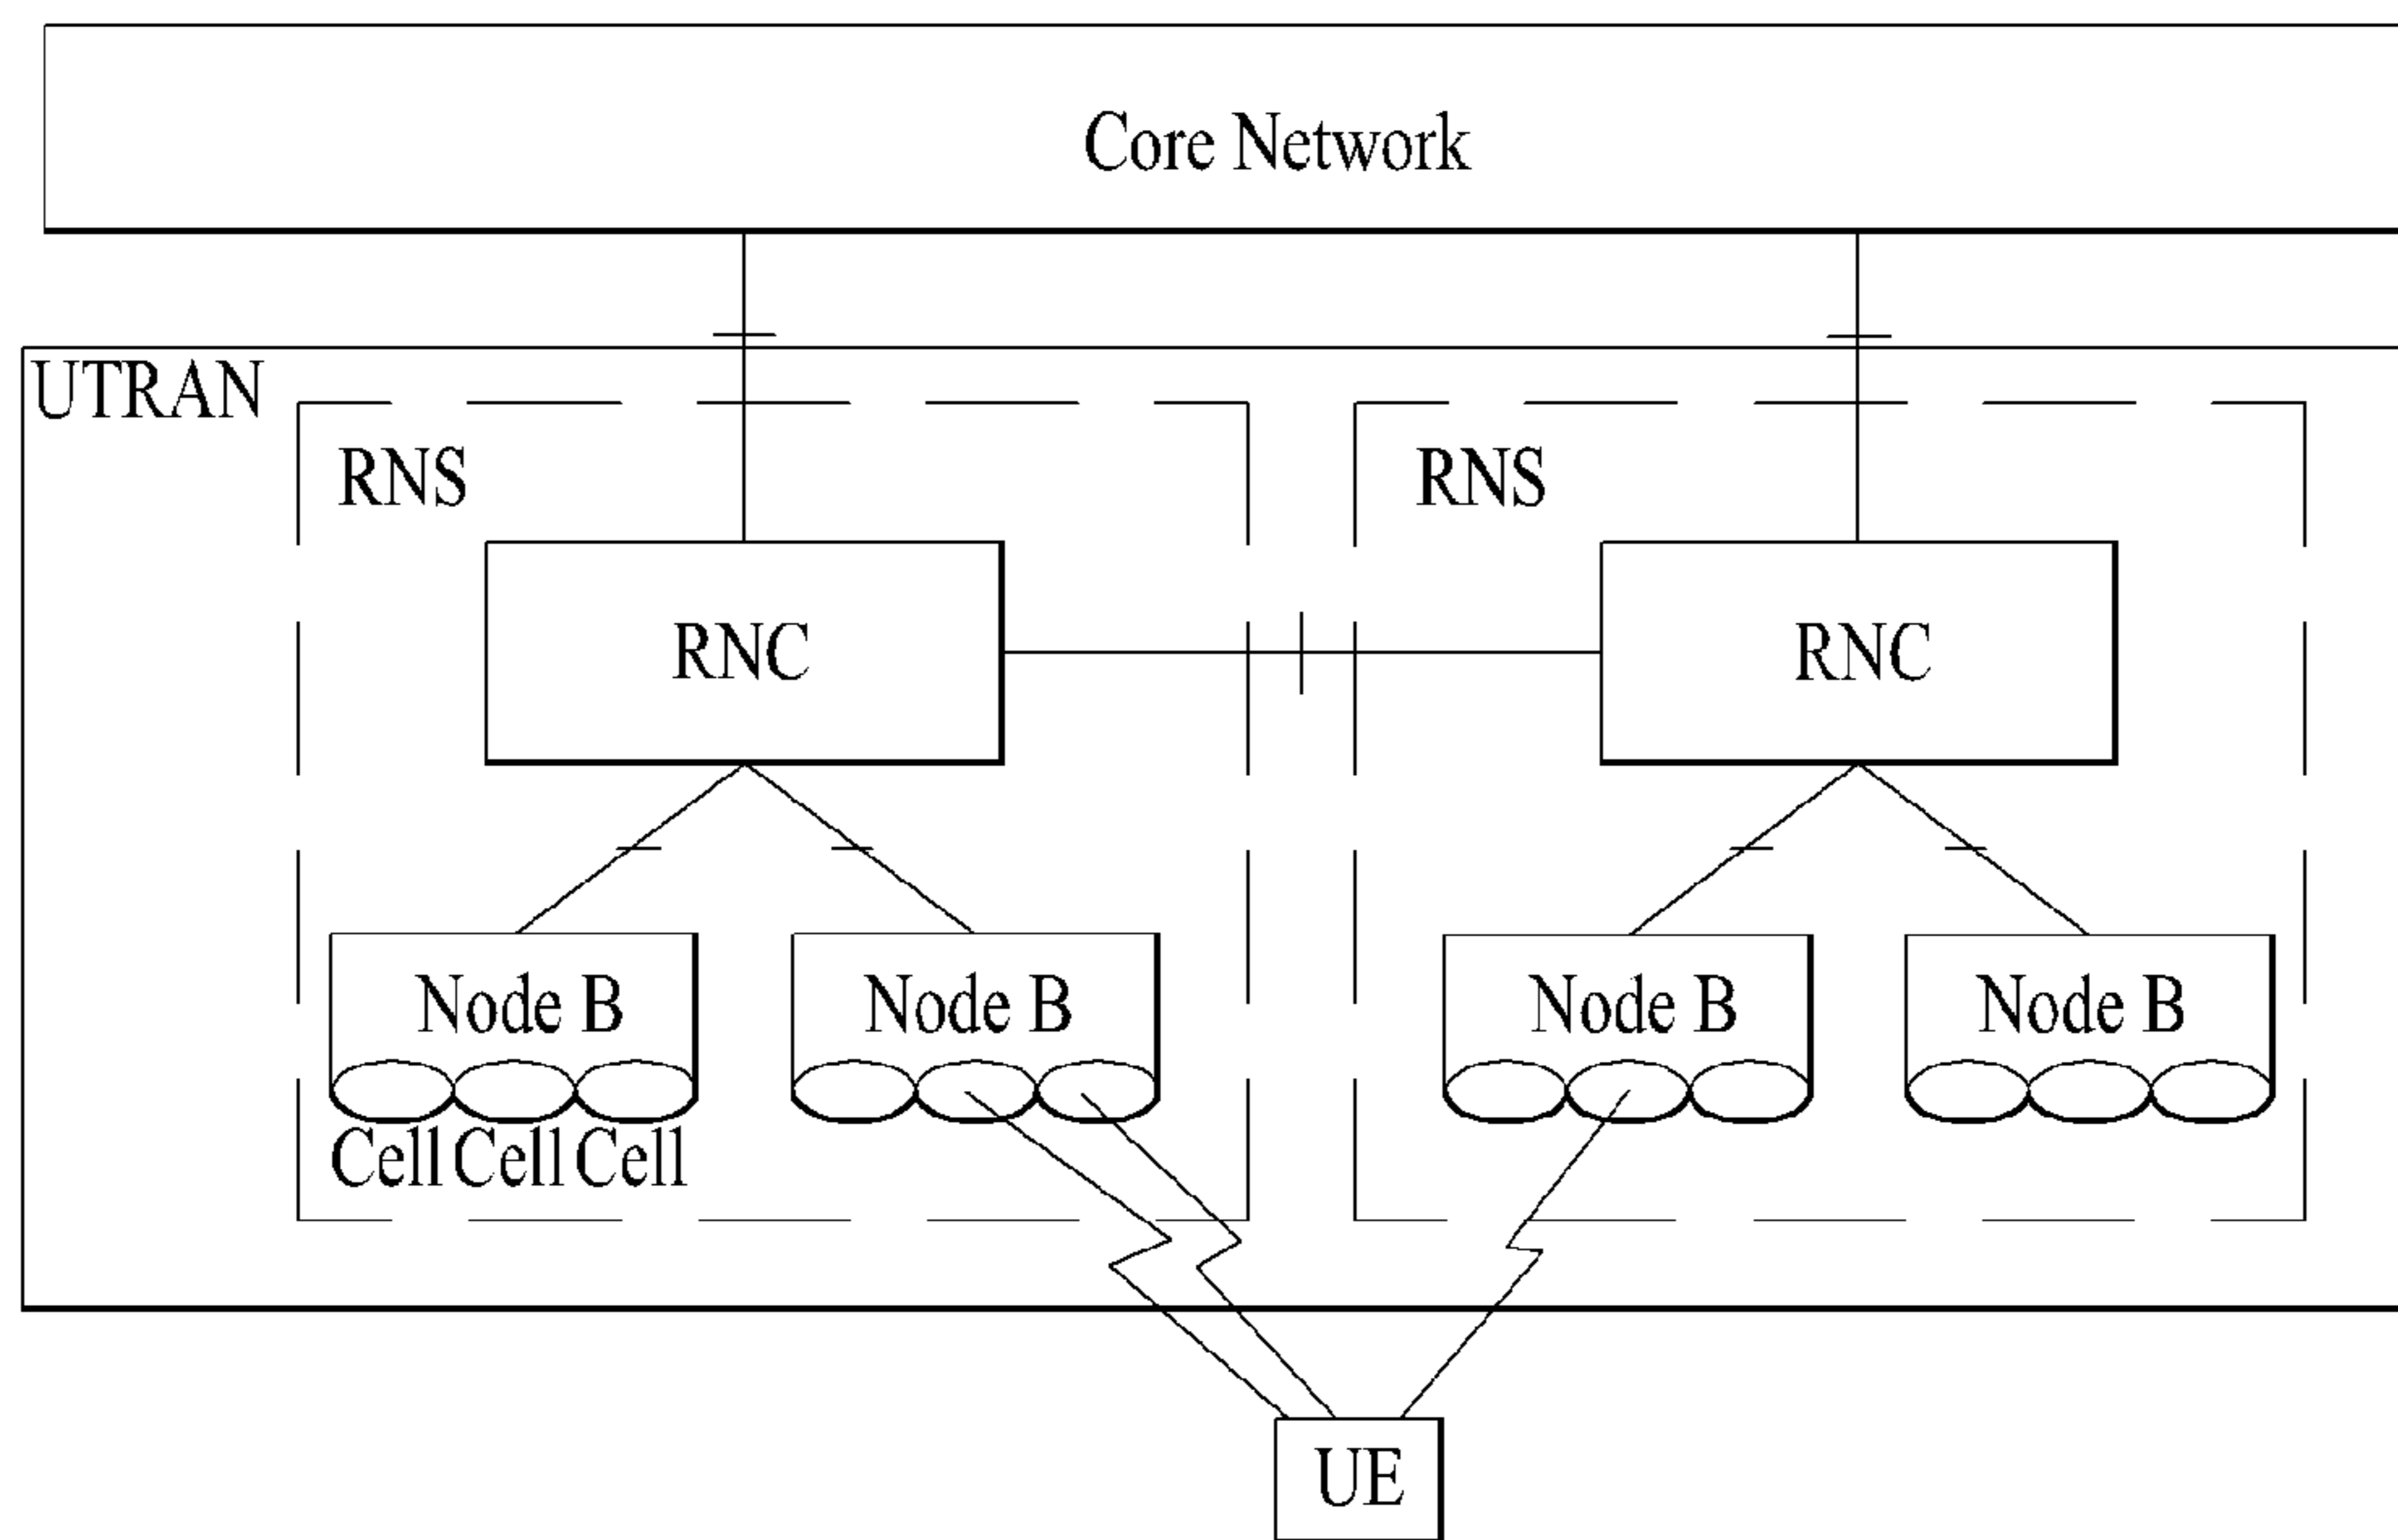 Core Network
UTRAN
RNS
RNS
RNC
RNC
Node B
Node B
Node B
Node B
Cell Cell Cell
UE